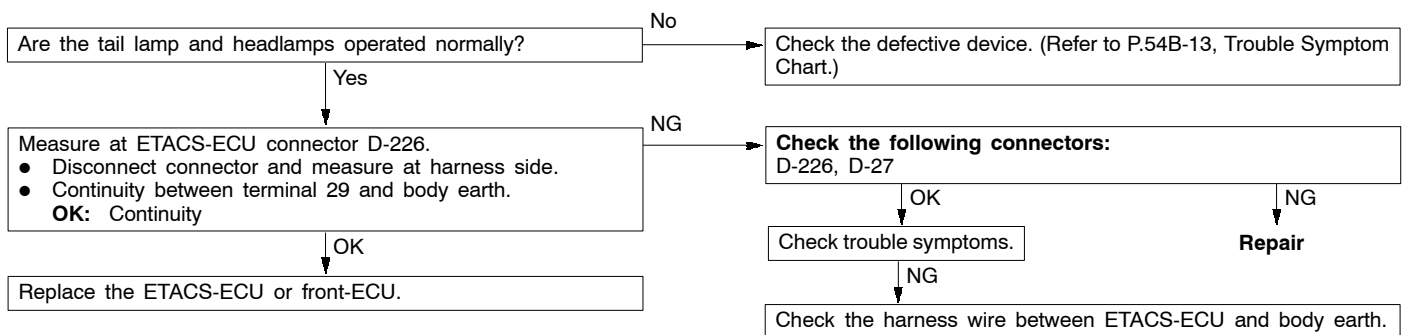 Are the tail lamp and headlamps operated normally?
No
Check the defective device. (Refer to P.54B-13, Trouble Symptom
Chart.)
Yes
Measure at ETACS-ECU connector D-226.
● Disconnect connector and measure at harness side.
● Continuity between terminal 29 and body earth.
OK: Continuity
NG
Check the following connectors:
D-226, D-27
OK
NG
Check trouble symptoms.
Repair
OK
NG
Replace the ETACS-ECU or front-ECU.
Check the harness wire between ETACS-ECU and body earth.